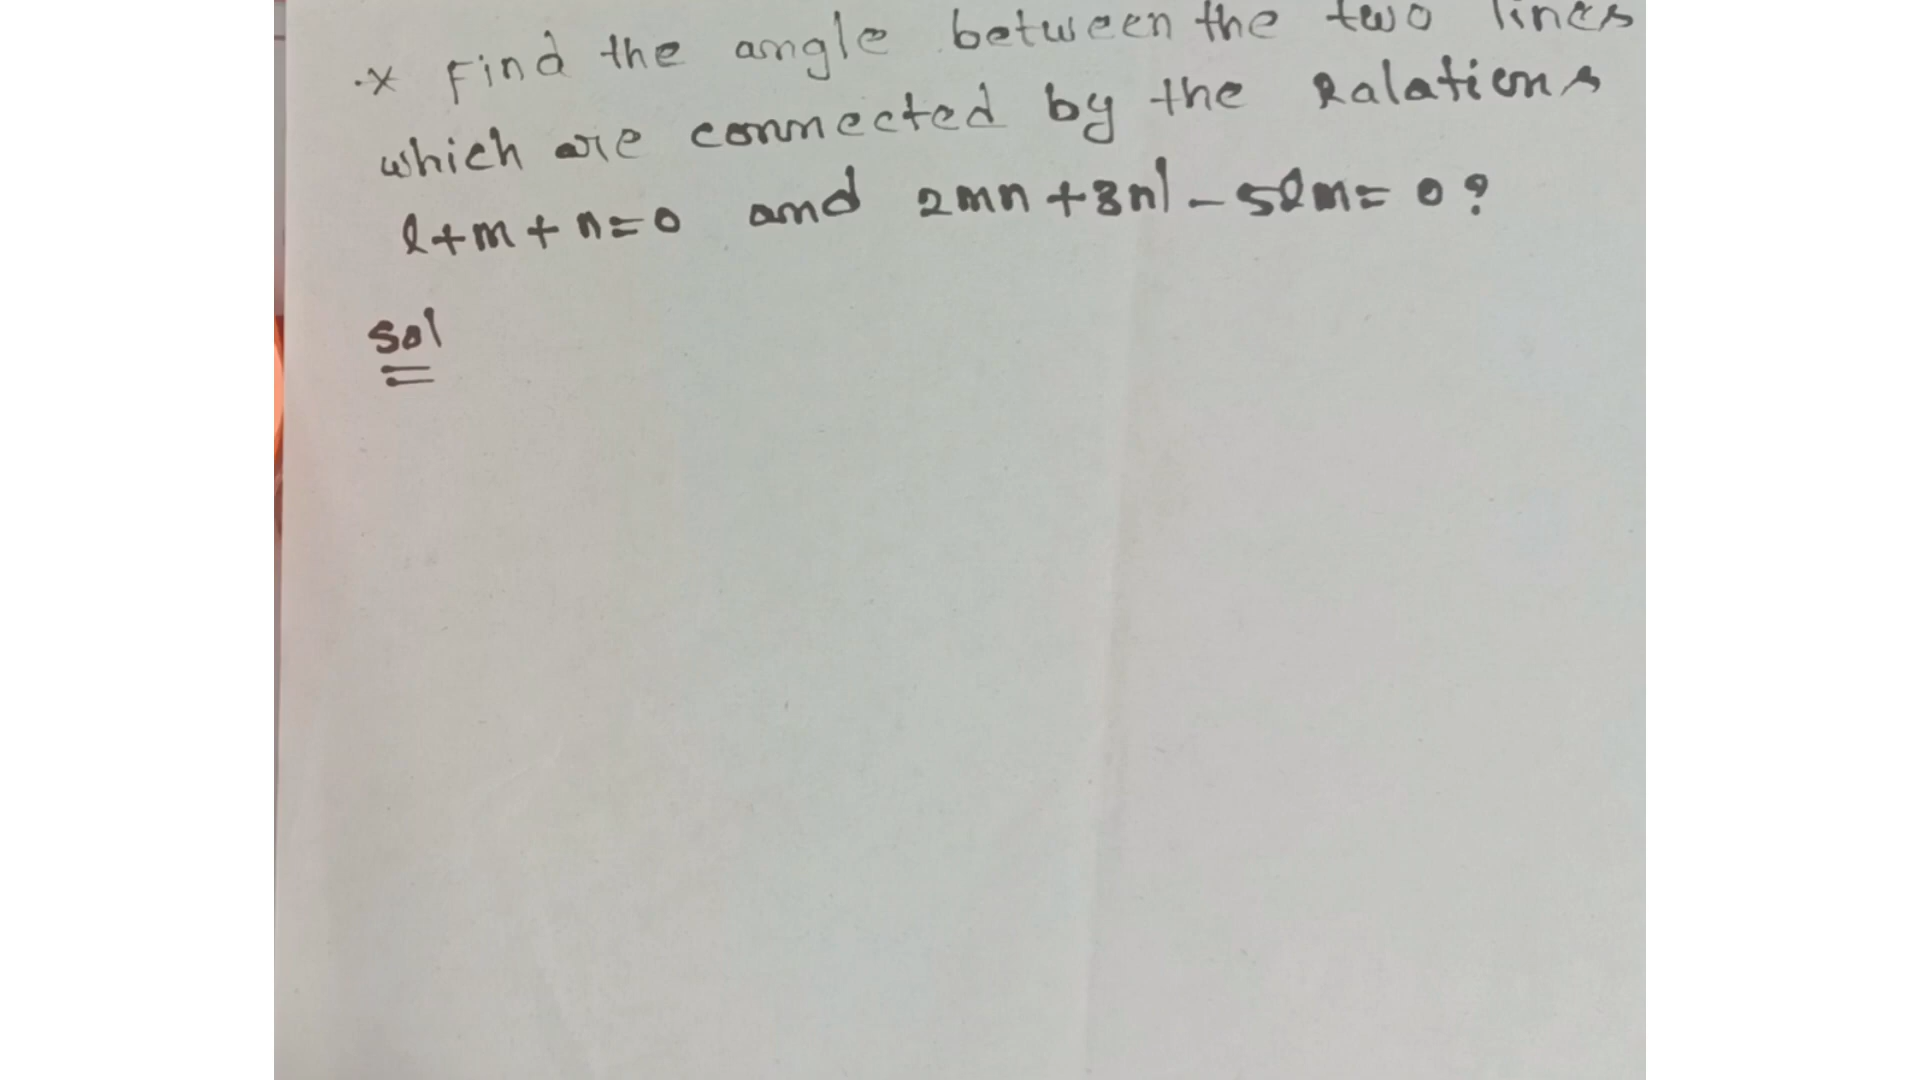 .x Find the angle between the two lines
which are connected by the Ralations
l+m+n=0 and 2mn+3nl-5lm=0?
sol